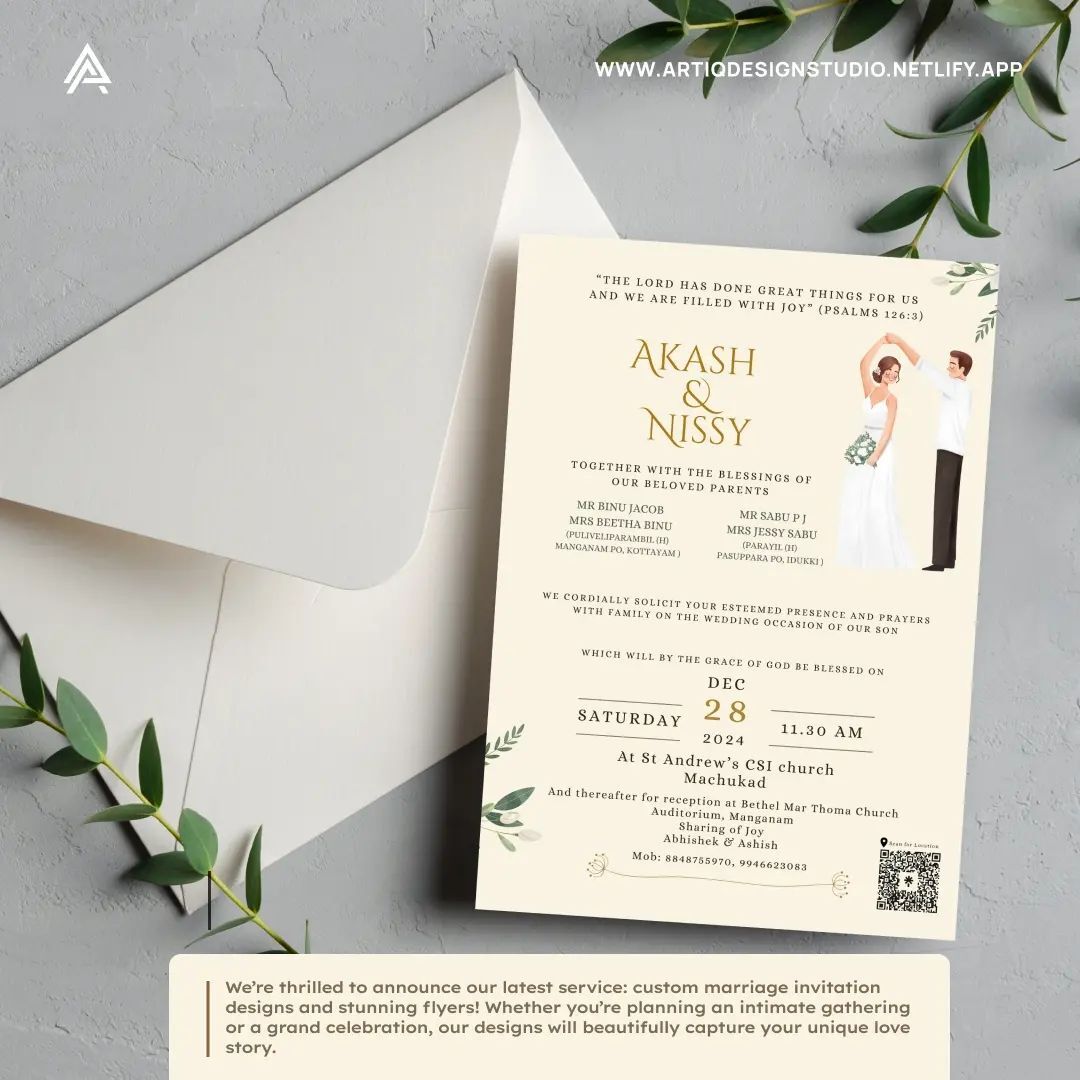 WWW.ARTIQDESIGNSTUDIO.NETLIFY.APP
“THE LORD HAS DONE GREAT THINGS FOR US
AND WE ARE FILLED WITH JOY” (PSALMS 126:3)
AKASH
&
NISSY
TOGETHER WITH THE BLESSINGS OF
OUR BELOVED PARENTS
MR BINU JACOB
MRS BEETHA BINU
(PULIVELIPARAMBIL (H)
MANGANAM PO, KOTTAYAM )
MR SABU P J
MRS JESSY SABU
(PARAYIL (H)
PASUPPARA PO, IDUKKI )
WE CORDIALLY SOLICIT YOUR ESTEEMED PRESENCE AND PRAYERS
WITH FAMILY ON THE WEDDING OCCASION OF OUR SON
WHICH WILL BY THE GRACE OF GOD BE BLESSED ON
DEC
SATURDAY 28 11.30 AM
2024
At St Andrew’s CSI church
Machukad
And thereafter for reception at Bethel Mar Thoma Church
Auditorium, Manganam
Sharing of Joy
Abhishek & Ashish
Mob: 8848755970, 9946623083
Scan for Location
We’re thrilled to announce our latest service: custom marriage invitation
designs and stunning flyers! Whether you’re planning an intimate gathering
or a grand celebration, our designs will beautifully capture your unique love
story.